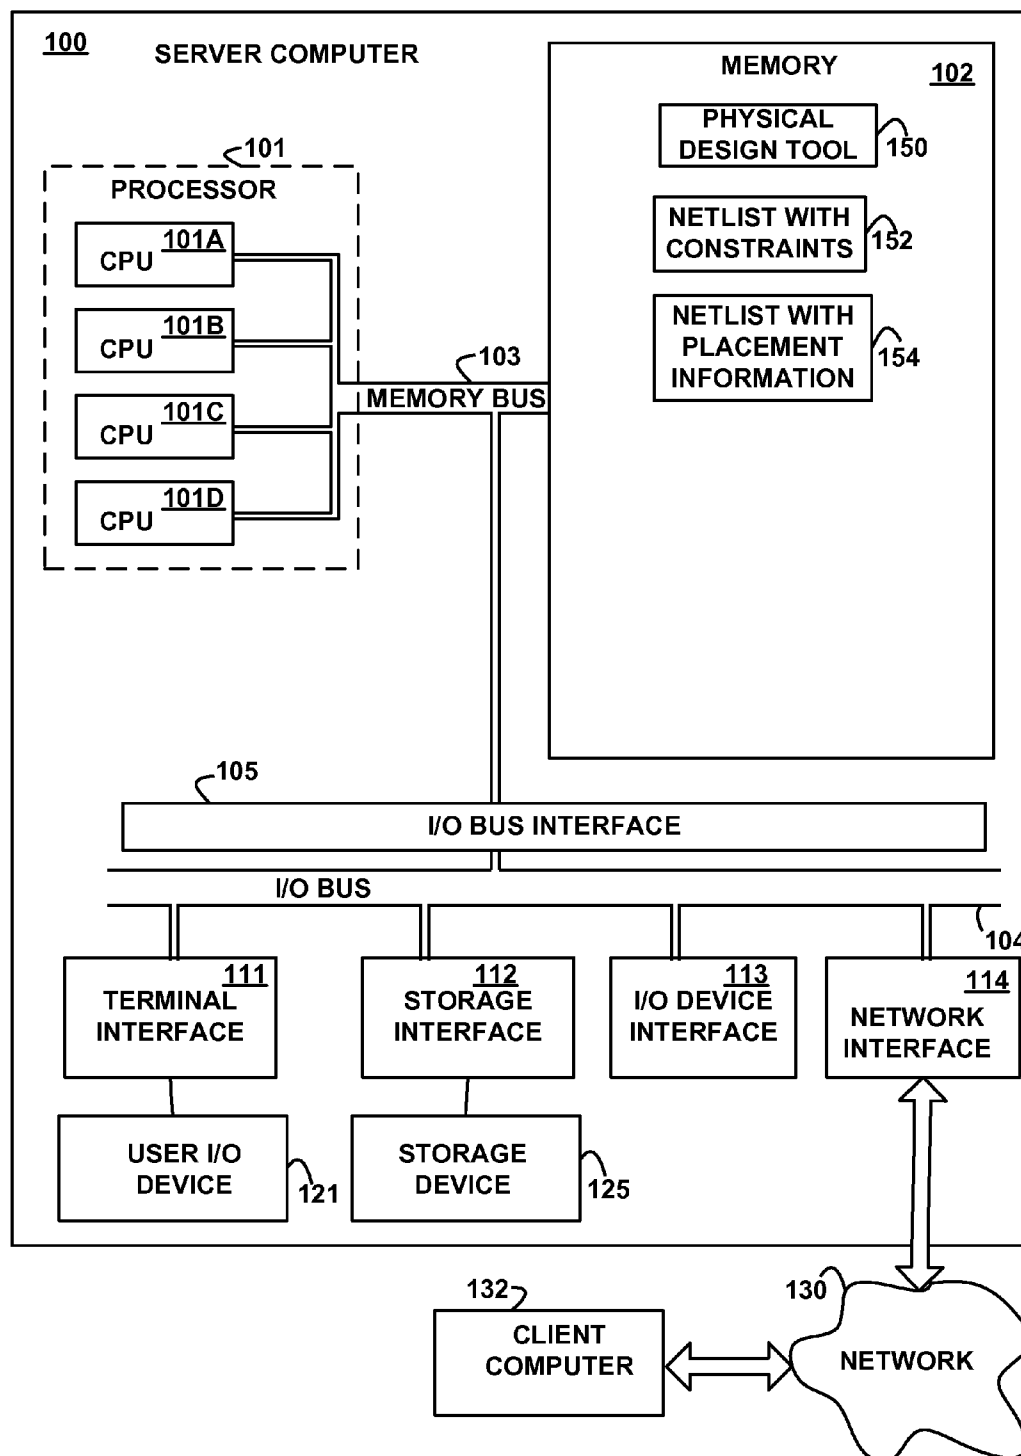 100
SERVER COMPUTER
MEMORY
102
PHYSICAL
DESIGN TOOL
150
NETLIST WITH
CONSTRAINTS
152
NETLIST WITH
PLACEMENT
INFORMATION
154
101
PROCESSOR
101A
CPU
101B
CPU
101C
CPU
101D
CPU
103
MEMORY BUS
105
I/O BUS INTERFACE
I/O BUS
104
111
TERMINAL
INTERFACE
112
STORAGE
INTERFACE
113
I/O DEVICE
INTERFACE
114
NETWORK
INTERFACE
USER I/O
DEVICE
121
STORAGE
DEVICE
125
132
CLIENT
COMPUTER
130
NETWORK